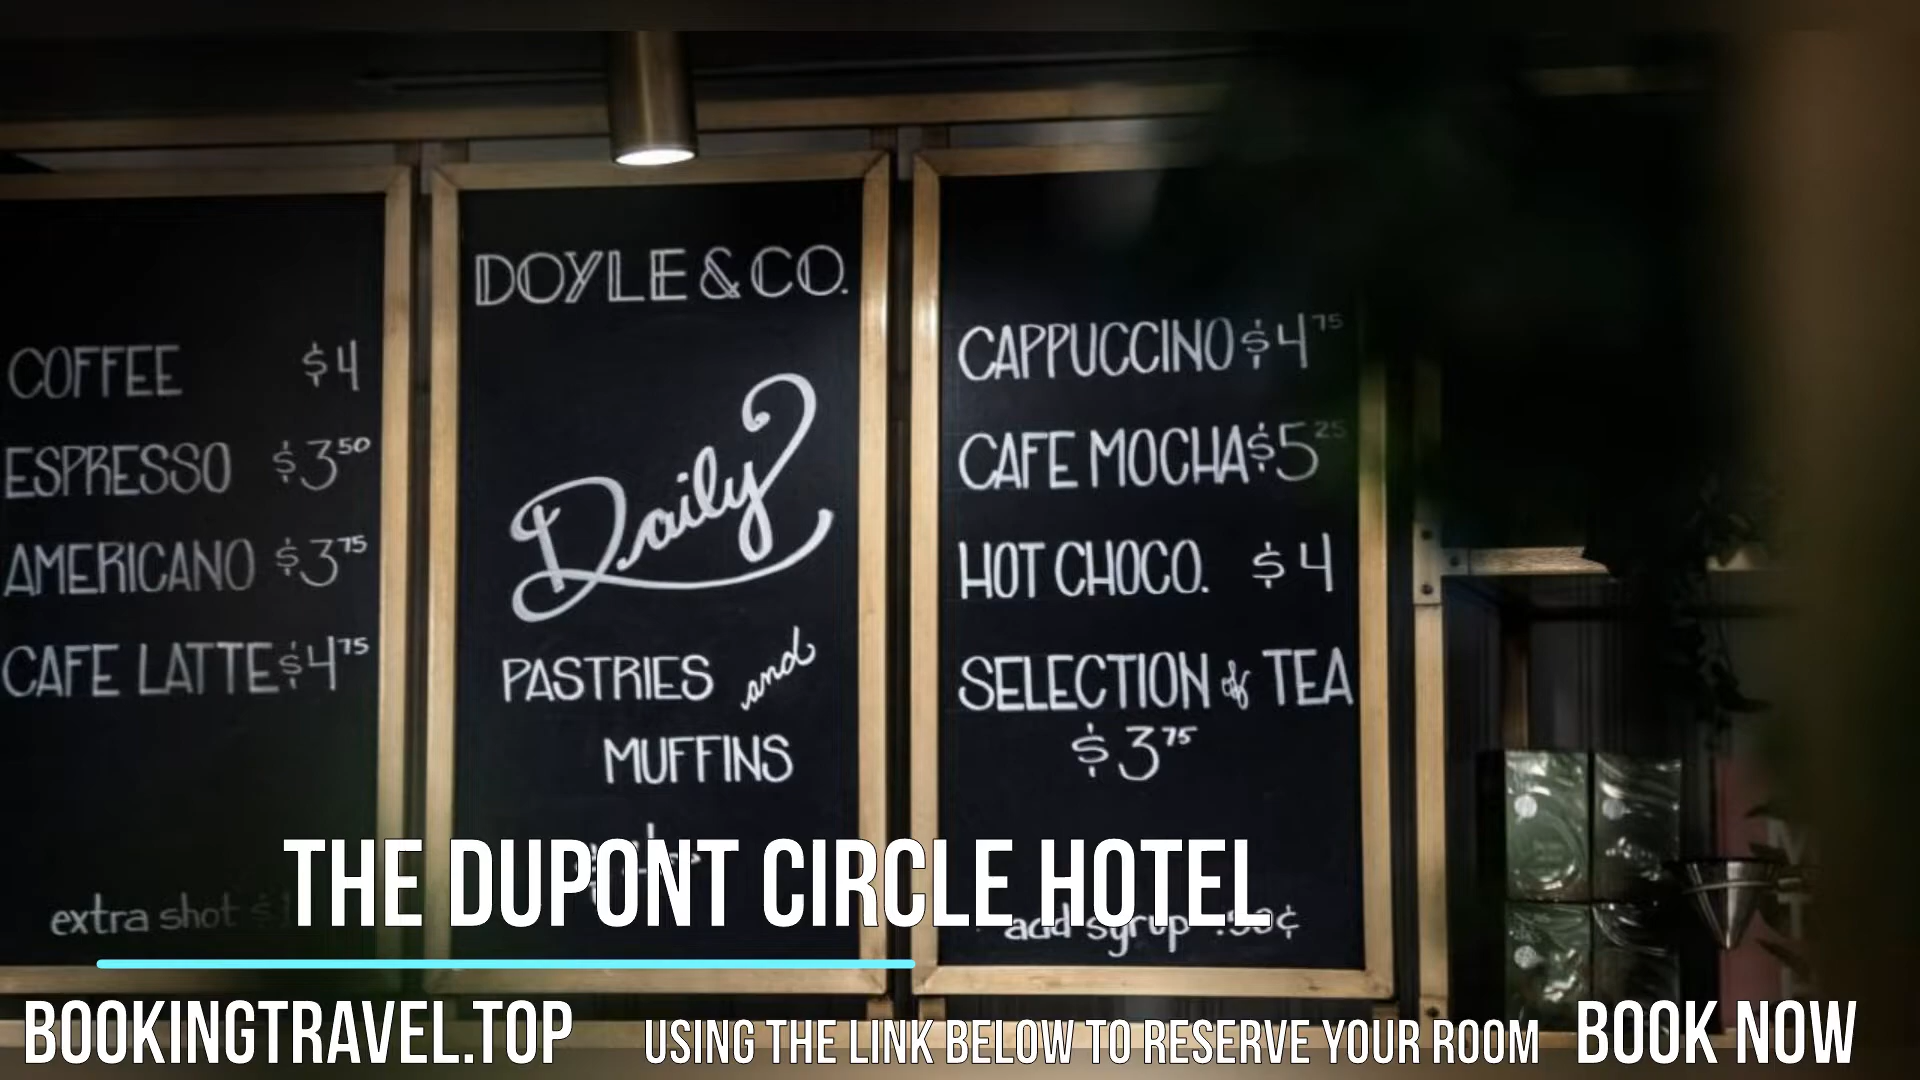 COFFEE $4
ESPRESSO $3 50
AMERICANO $3 75
CAFE LATTE $4 75
extra shot
DOYLE & CO.
Daily
PASTRIES and
MUFFINS
CAPPUCCINO $4 75
CAFE MOCHA $5 25
HOT CHOCO. $4
SELECTION of TEA
$3 75
add syrup .50¢
THE DUPONT CIRCLE HOTEL
BOOKINGTRAVEL.TOP
USING THE LINK BELOW TO RESERVE YOUR ROOM
BOOK NOW